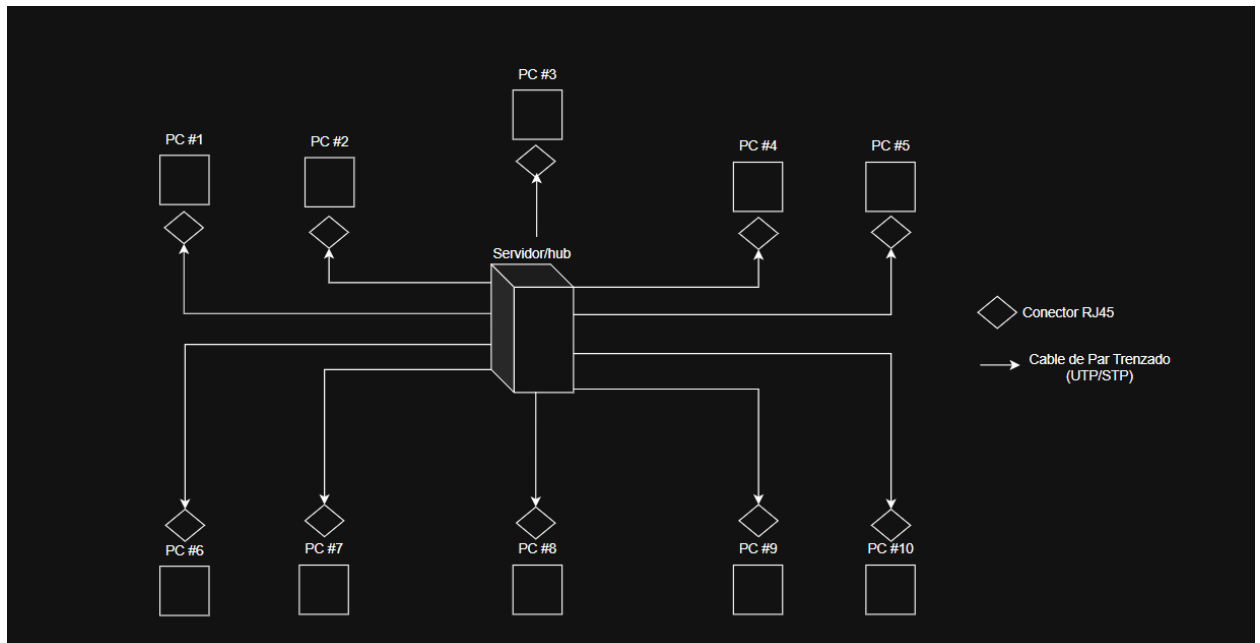 PC #3
PC #1
PC #2
PC #4
PC #5
Servidor/hub
Conector RJ45
Cable de Par Trenzado
(UTP/STP)
PC #6
PC #7
PC #8
PC #9
PC #10